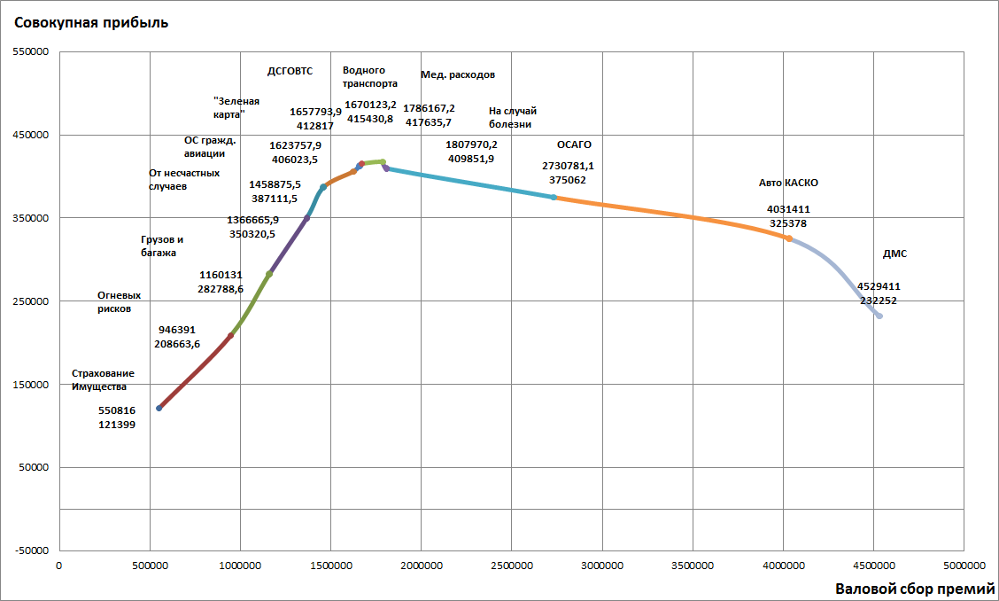 Совокупная прибыль
550000
450000
350000
250000
150000
50000
-50000
ДСГОВТС
Водного
транспорта
Мед. расходов
"Зеленая
карта"
1657793,9
412817
1670123,2
415430,8
1786167,2
417635,7
На случай
болезни
ОС гражд.
авиации
1623757,9
406023,5
1807970,2
409851,9
ОСАГО
2730781,1
375062
От несчастных
случаев
1458875,5
387111,5
Авто КАСКО
4031411
325378
1366665,9
350320,5
Грузов и
багажа
ДМС
4529411
232252
1160131
282788,6
Огневых
рисков
946391
208663,6
Страхование
Имущества
550816
121399
0
500000
1000000
1500000
2000000
2500000
3000000
3500000
4000000
4500000
5000000
Валовой сбор премий